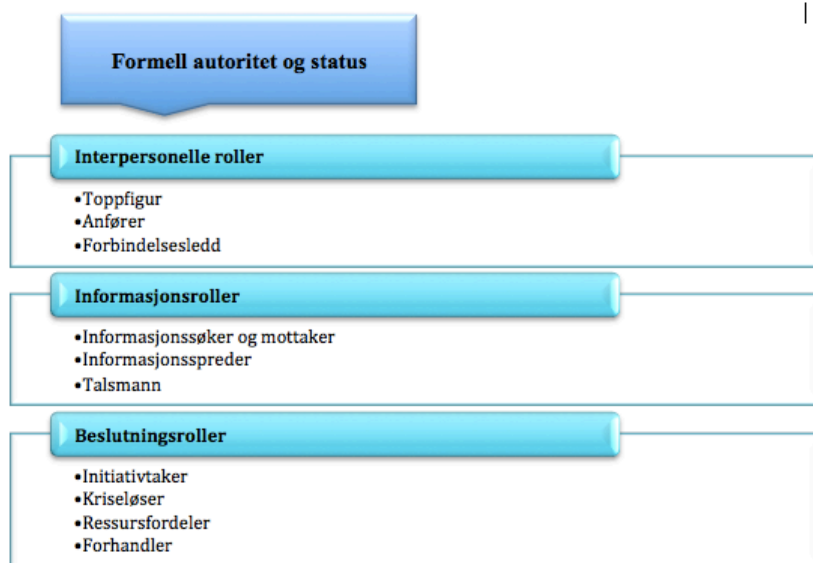 Formell autoritet og status
Interpersonelle roller
•Toppfigur
•Anfører
•Forbindelsesledd
Informasjonsroller
•Informasjonssøker og mottaker
•Informasjonsspreder
•Talsmann
Beslutningsroller
•Initiativtaker
•Kriseløser
•Ressursfordeler
•Forhandler